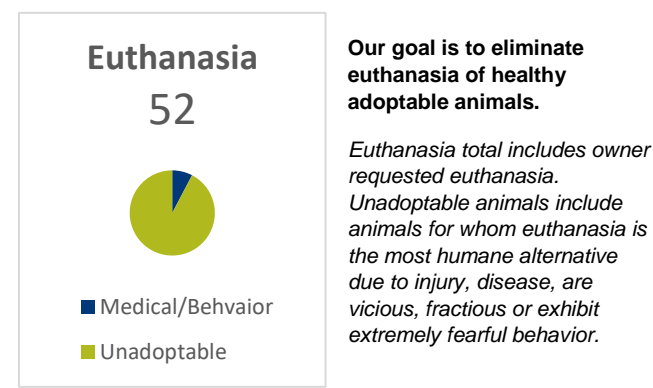 Euthanasia
52
Medical/Behvaior
Unadoptable
Our goal is to eliminate
euthanasia of healthy
adoptable animals.
Euthanasia total includes owner
requested euthanasia.
Unadoptable animals include
animals for whom euthanasia is
the most humane alternative
due to injury, disease, are
vicious, fractious or exhibit
extremely fearful behavior.